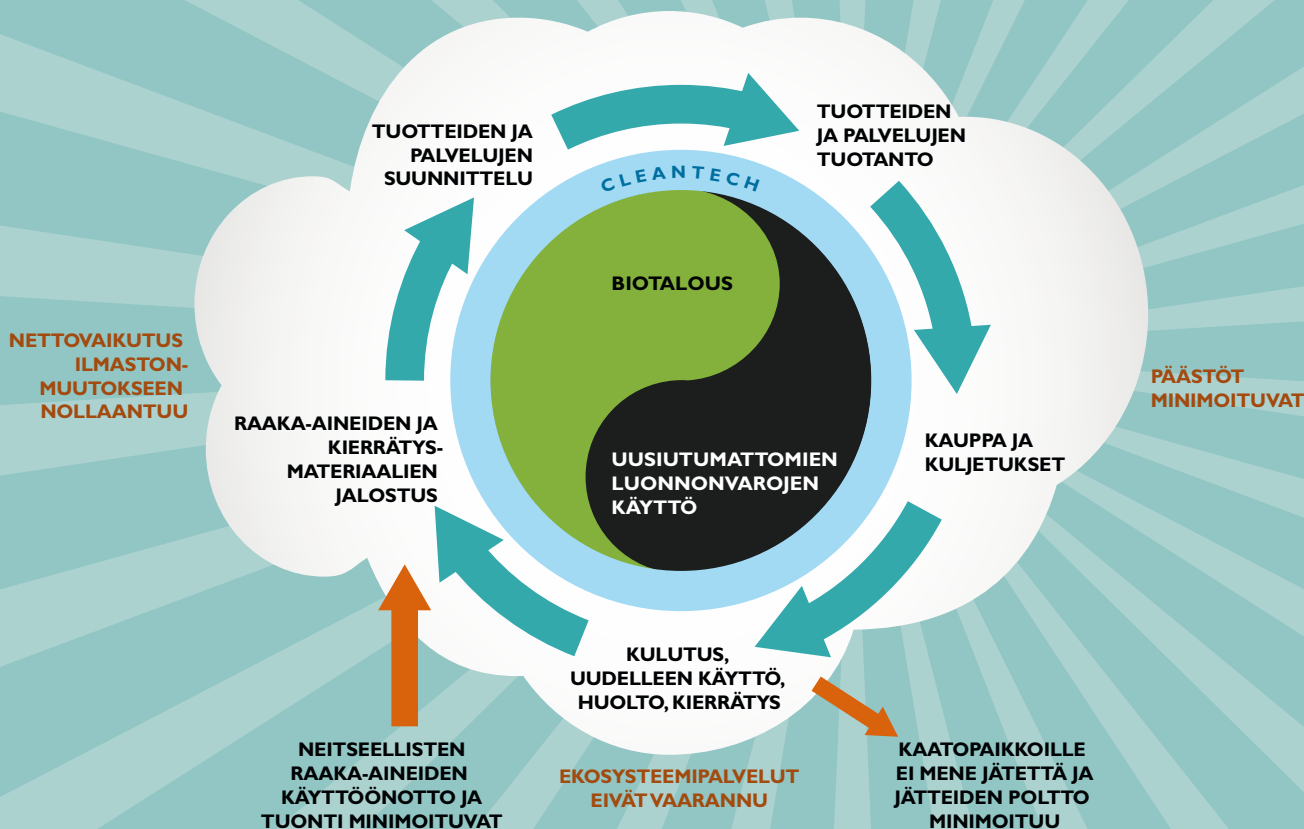 TUOTTEIDEN JA
PALVELUJEN
SUUNNITTELU
TUOTTEIDEN
JA PALVELUJEN
TUOTANTO
CLEANTECH
BIOTALOUS
UUSIUTUMATTOMIEN
LUONNONVAROJEN
KÄYTTÖ
NETTOVAIKUTUS
ILMASTON-
MUUTOKSEEN
NOLLAANTUU
PÄÄSTÖT
MINIMOITUVAT
RAAKA-AINEIDEN JA
KIERRÄTYS-
MATERIAALIEN
JALOSTUS
KAUPPA JA
KULJETUKSET
KULUTUS,
UUDELLEEN KÄYTTÖ,
HUOLTO, KIERRÄTYS
NEITSEELLISTEN
RAAKA-AINEIDEN
KÄYTTÖÖNOTTO JA
TUONTI MINIMOITUVAT
EKOSYSTEEMIPALVELUT
EIVÄT VAARANNU
KAATOPAIKKOILLE
EI MENE JÄTETTÄ JA
JÄTTEIDEN POLTTO
MINIMOITUU